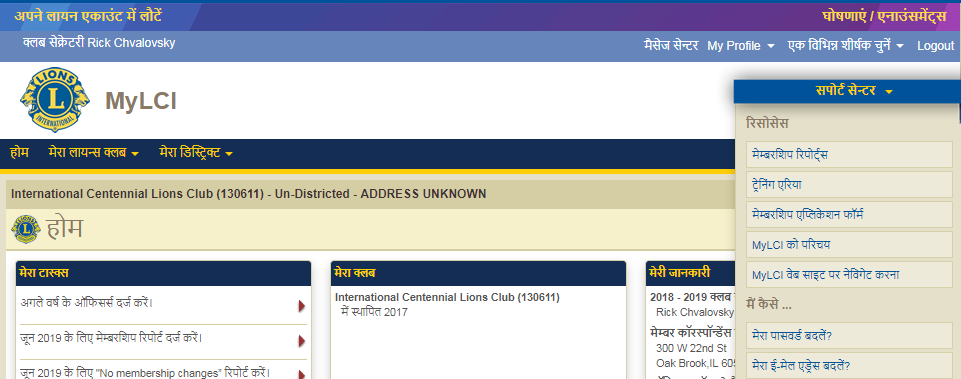 अपने लायन एकाउंट में लौटें
घोषणाएं / एनाउंसमेंट्स
क्लब सेक्रेटरी Rick Chvalovsky
मैसेज सेन्टर My Profile एक विभिन्न शीर्षक चुनें Logout
LIONS
L
INTERNATIONAL
MyLCI
सपोर्ट सेन्टर
होम मेरा लायन्स क्लब मेरा डिस्ट्रिक्ट
International Centennial Lions Club (130611) - Un-Districted - ADDRESS UNKNOWN
होम
मेरा टास्क्स
अगले वर्ष के ऑफिसर्स दर्ज करें।
जून 2019 के लिए मेम्बरशिप रिपोर्ट दर्ज करें।
जून 2019 के लिए "No membership changes" रिपोर्ट करें।
मेरा क्लब
International Centennial Lions Club (130611)
में स्थापित 2017
मेरी जानकारी
2018 - 2019 क्लब
Rick Chvalovsky
मेम्बर कॉरस्पॉन्डेंस
300 W 22nd St
Oak Brook,IL
रिसोसेस
मेम्बरशिप रिपोर्ट्स
ट्रेनिंग एरिया
मेम्बरशिप एप्लिकेशन फॉर्म
MyLCI को परिचय
MyLCI वेब साइट पर नेविगेट करना
मैं कैसे ...
मेरा पासवर्ड बदलें?
मेरा ई-मेल एड्रेस बदलें?